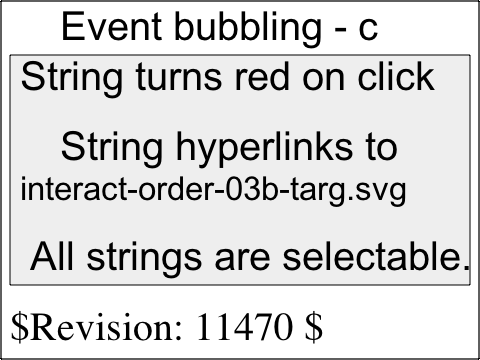 Event bubbling - c
String turns red on click
String hyperlinks to
interact-order-03b-targ.svg
All strings are selectable.
$Revision: 11470 $